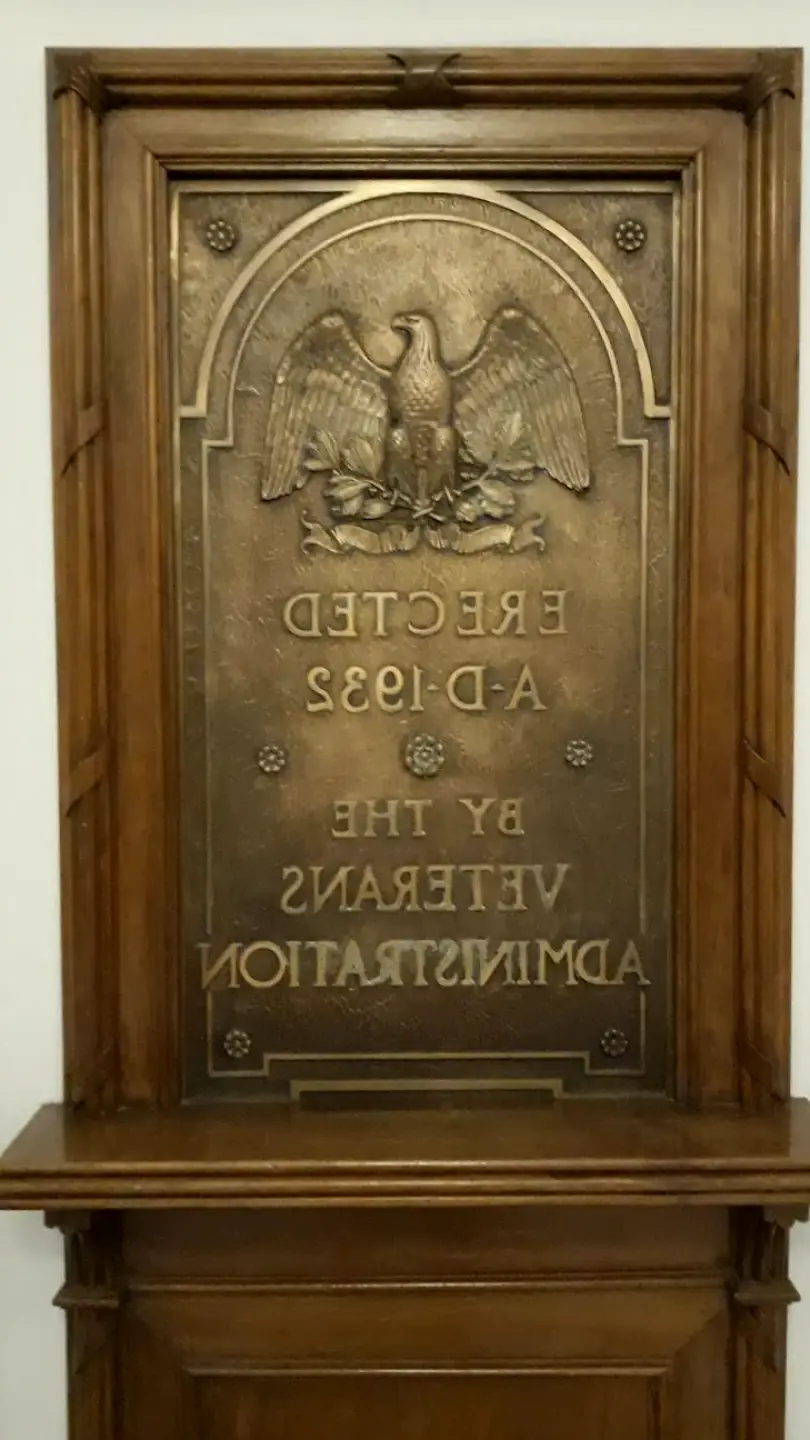 ERECTED
A·D·1932
BY THE
VETERANS
ADMINISTRATION